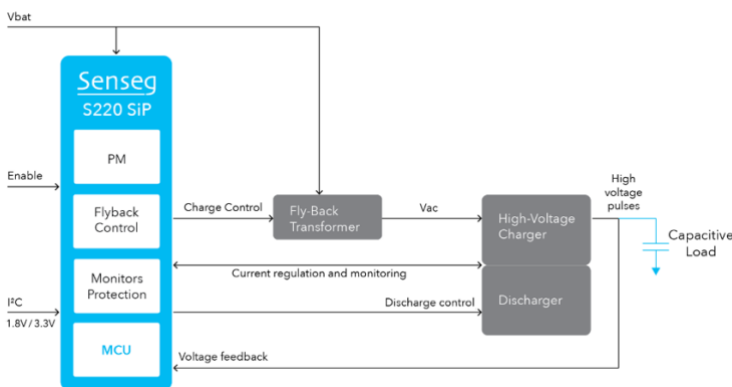 Vbat
Senseg
S220 SiP
PM
Enable
Flyback
Control
Charge Control
Fly-Back
Transformer
Vac
High-Voltage
Charger
High
voltage
pulses
Capacitive
Load
Monitors
Protection
Current regulation and monitoring
Discharge control
Discharger
I²C
1.8V / 3.3V
MCU
Voltage feedback